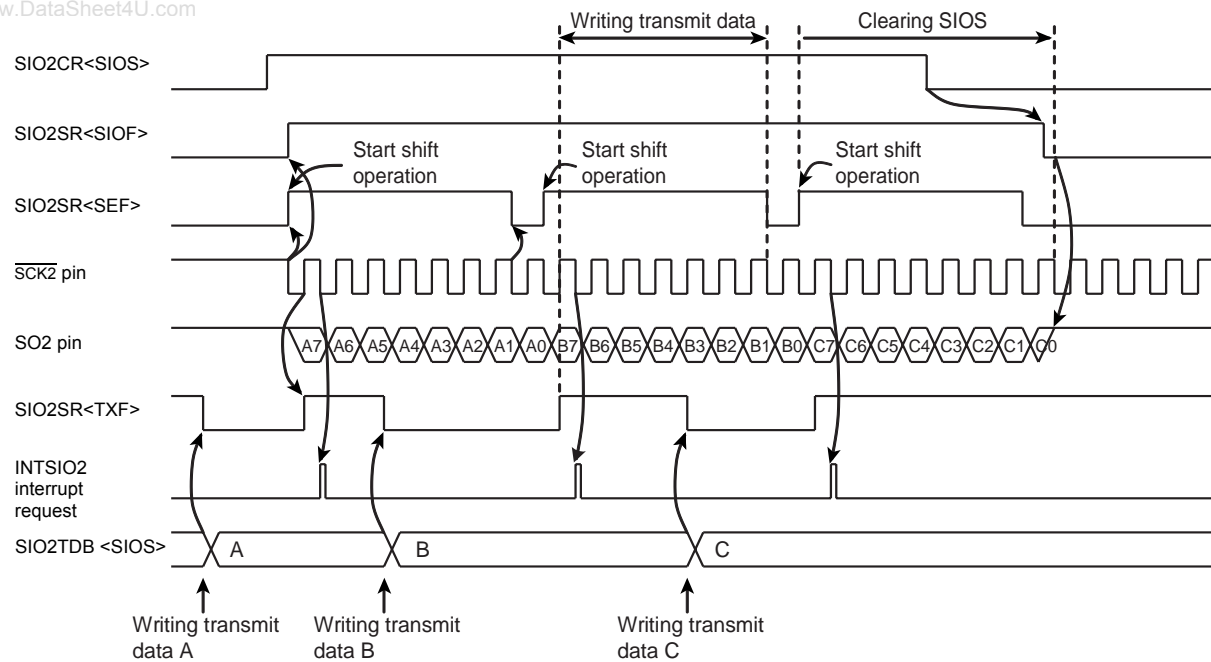 w.DataSheet4U.com
Writing transmit data
Clearing SIOS
SIO2CR<SIOS>
SIO2SR<SIOF>
Start shift
operation
Start shift
operation
Start shift
operation
SIO2SR<SEF>
SCK2 pin
SO2 pin
A7 A6 A5 A4 A3 A2 A1 A0 B7 B6 B5 B4 B3 B2 B1 B0 C7 C6 C5 C4 C3 C2 C1 C0
SIO2SR<TXF>
INTSIO2
interrupt
request
SIO2TDB <SIOS>
A B C
Writing transmit
data A
Writing transmit
data B
Writing transmit
data C